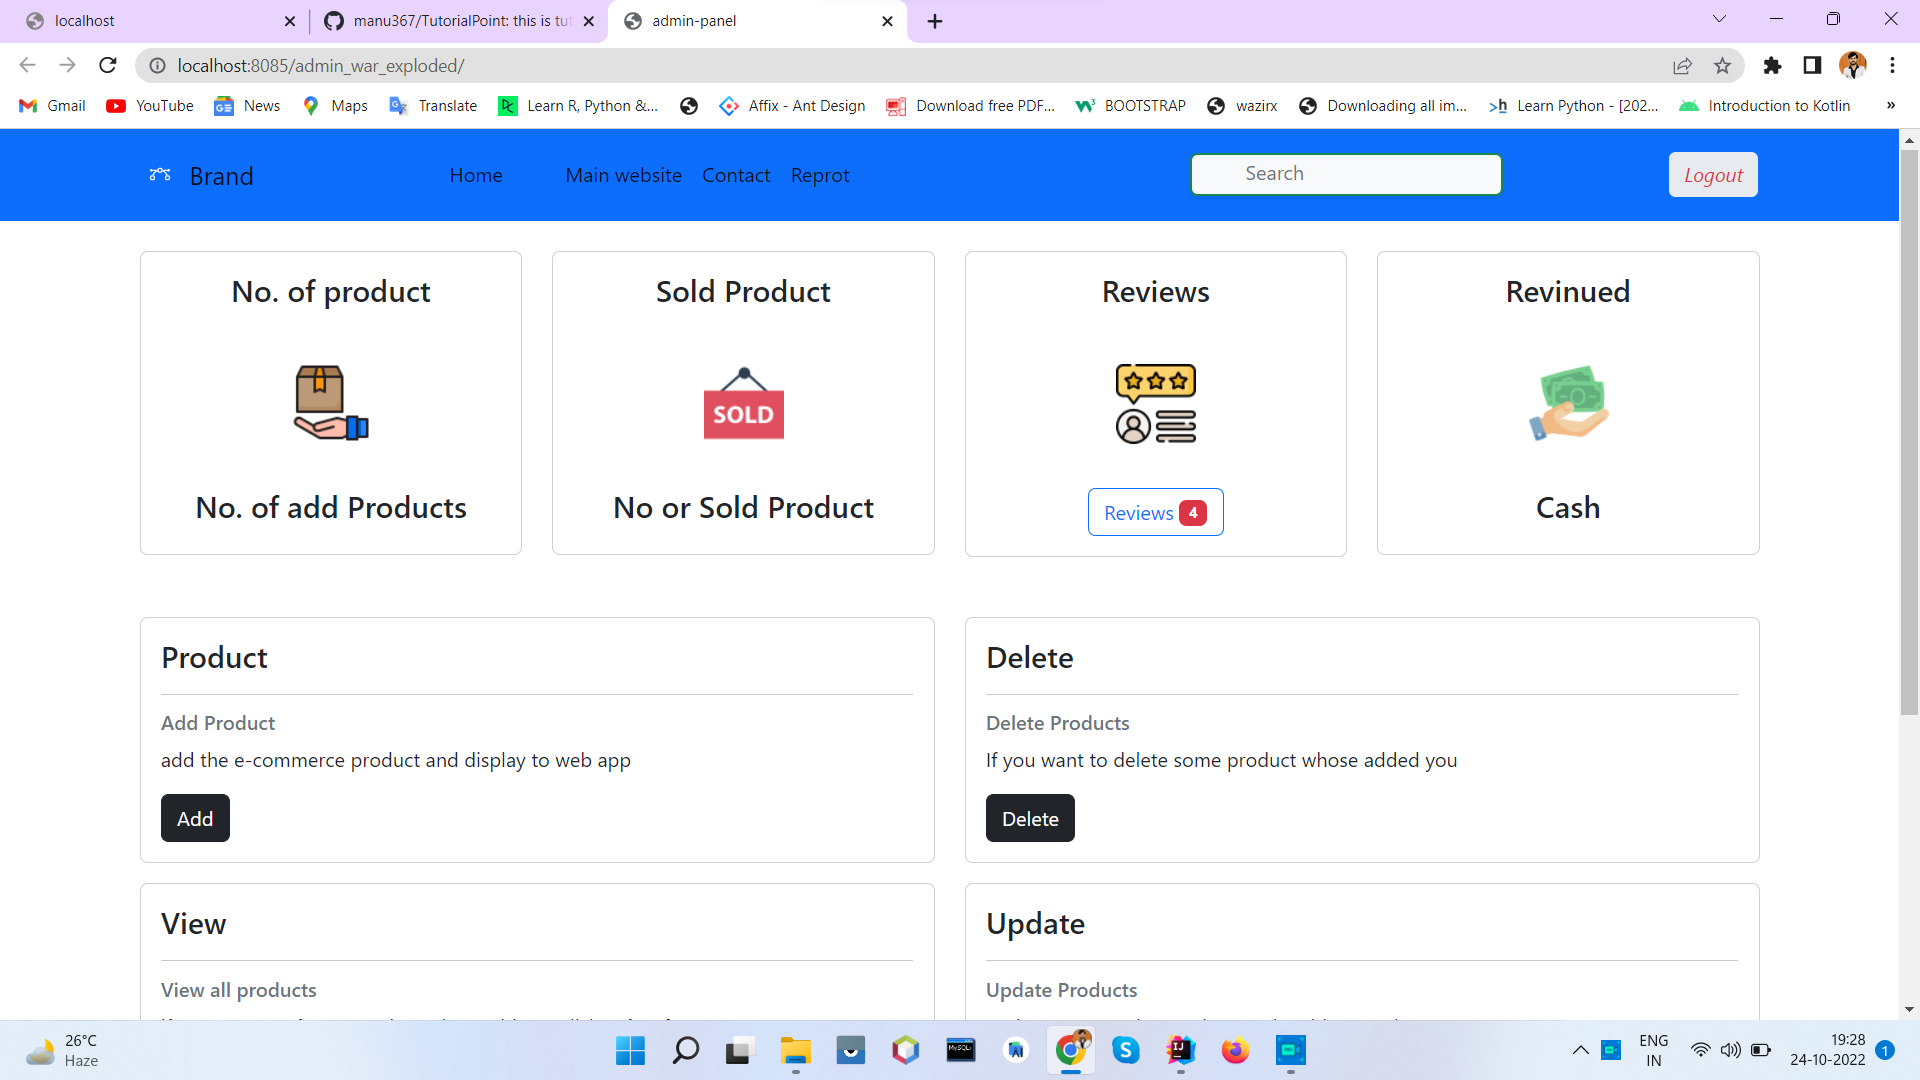 localhost
manu367/TutorialPoint: this is tut
admin-panel
localhost:8085/admin_war_exploded/
Gmail
YouTube
News
Maps
Translate
Learn R, Python &...
Affix - Ant Design
Download free PDF...
BOOTSTRAP
wazirx
Downloading all im...
Learn Python - [202...
Introduction to Kotlin
»
Brand
Home
Main website
Contact
Reprot
Search
Logout
No. of product
Sold Product
Reviews
Revinued
SOLD
No. of add Products
No or Sold Product
Reviews 4
Cash
Product
Delete
Add Product
Delete Products
add the e-commerce product and display to web app
If you want to delete some product whose added you
Add
Delete
View
Update
View all products
Update Products
26°C
Haze
ENG
IN
19:28
24-10-2022
1